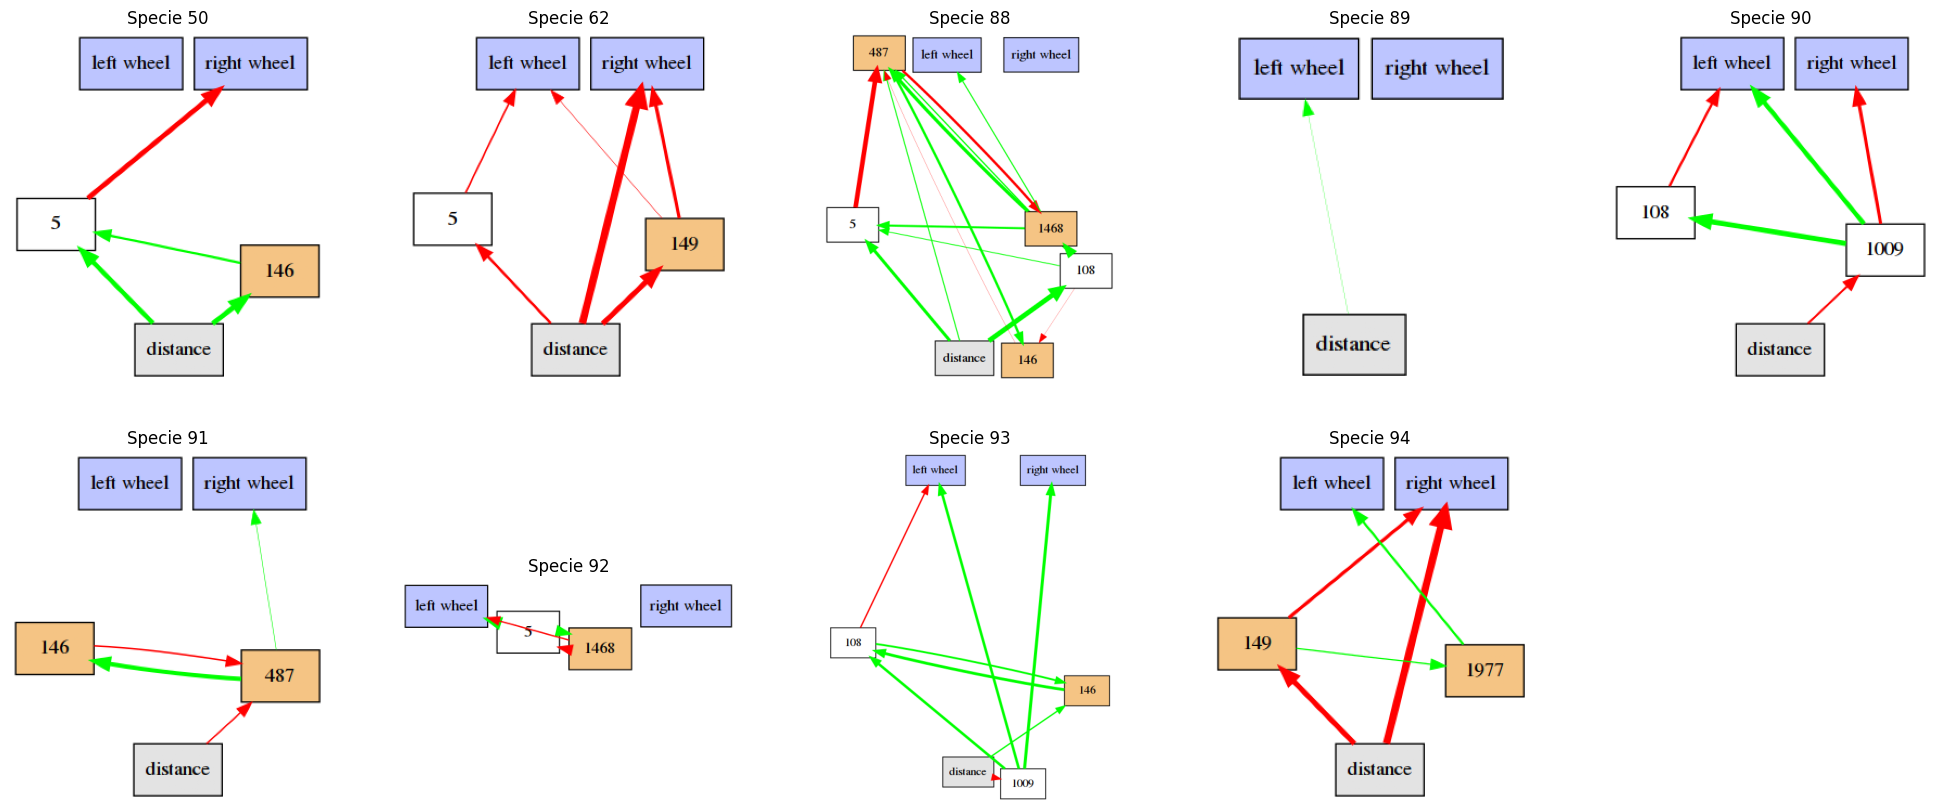 Specie 50
left wheel
right wheel
5
146
distance
Specie 62
left wheel
right wheel
5
149
distance
Specie 88
487
left wheel
right wheel
5
1468
108
distance
146
Specie 89
left wheel
right wheel
distance
Specie 90
left wheel
right wheel
108
1009
distance
Specie 91
left wheel
right wheel
146
487
distance
Specie 92
left wheel
5
1468
right wheel
Specie 93
left wheel
right wheel
108
146
distance
1009
Specie 94
left wheel
right wheel
149
1977
distance